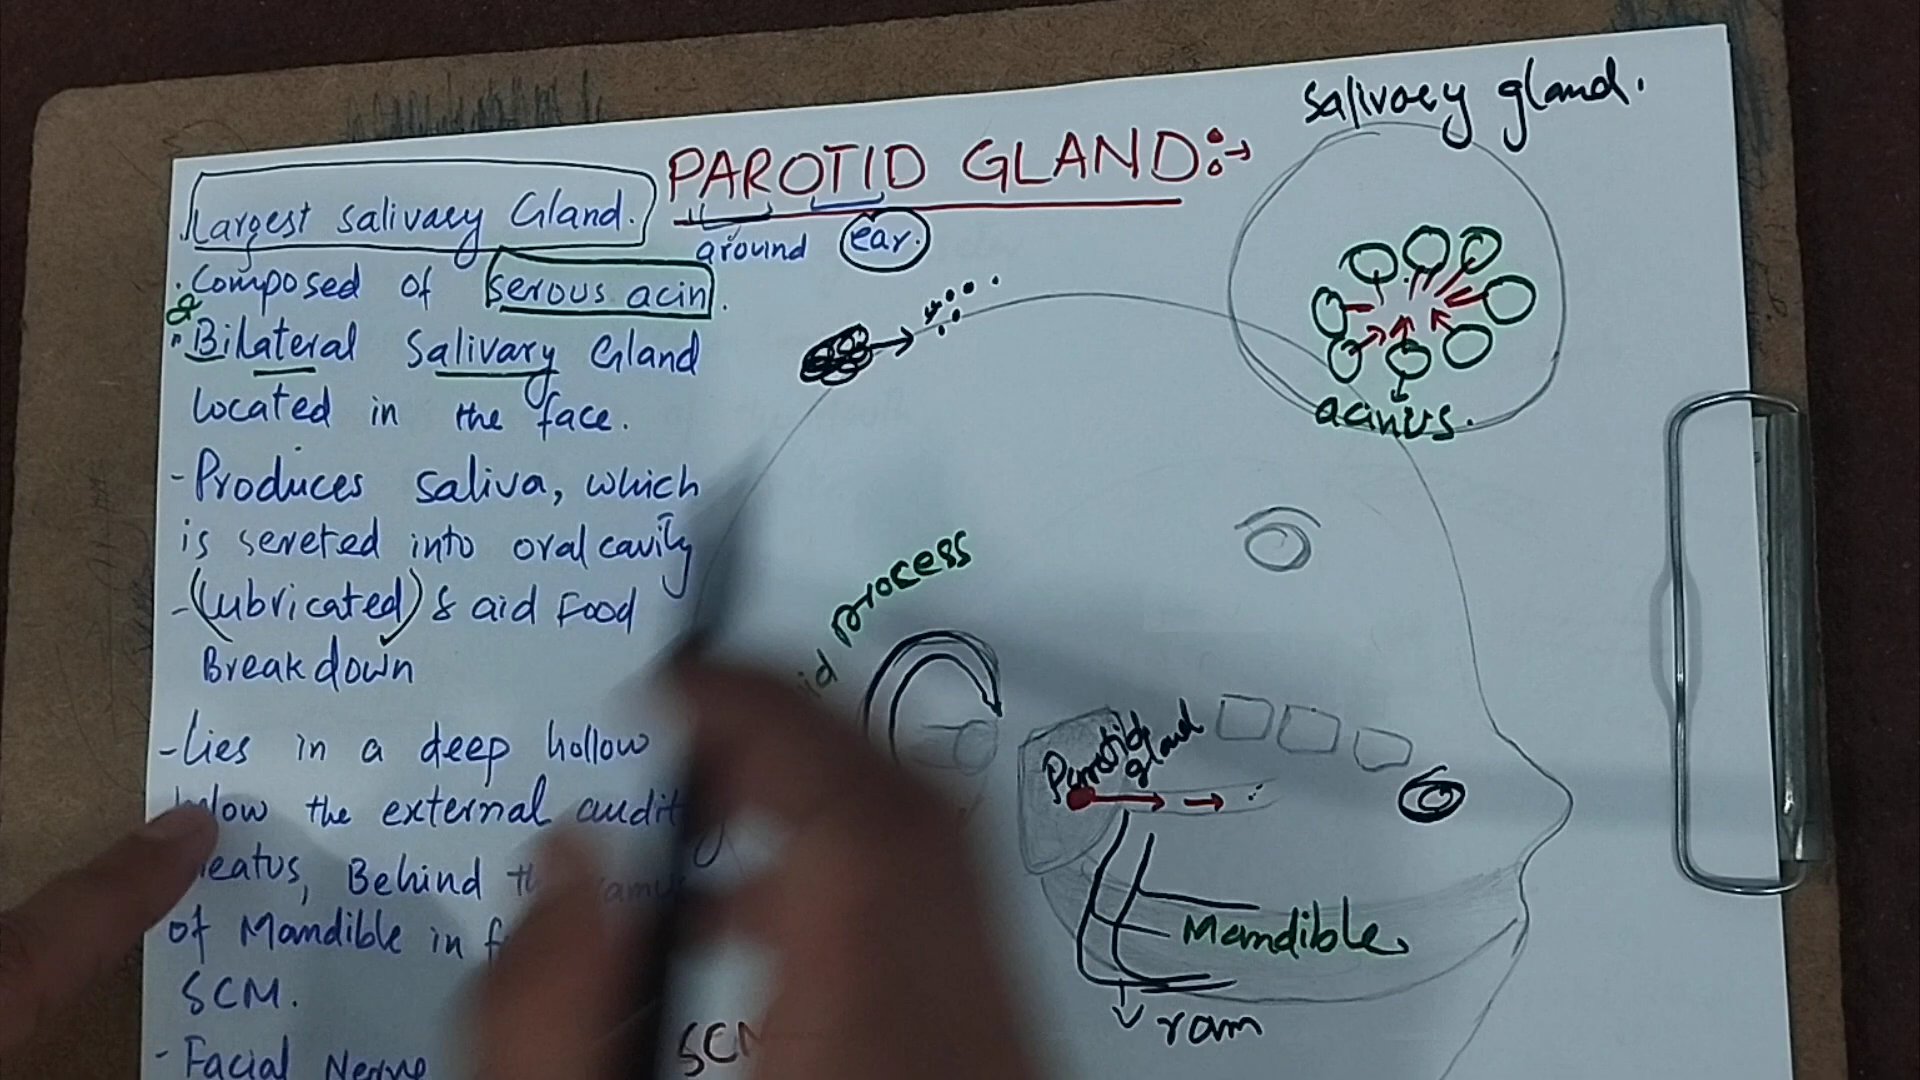 PAROTID GLAND:→
around ear.
Largest salivary Gland.
Composed of serous acin.
Bilateral Salivary Gland
located in the face.
- Produces saliva, which
is sereted into oral cavity
- (lubricated) & aid Food
Breakdown
- Lies in a deep hollow
the external
Behind
of Mandible in
SCM.
- Facial Nerve
salivary gland.
acinus.
process
Parotid
gland
Mandible
ram